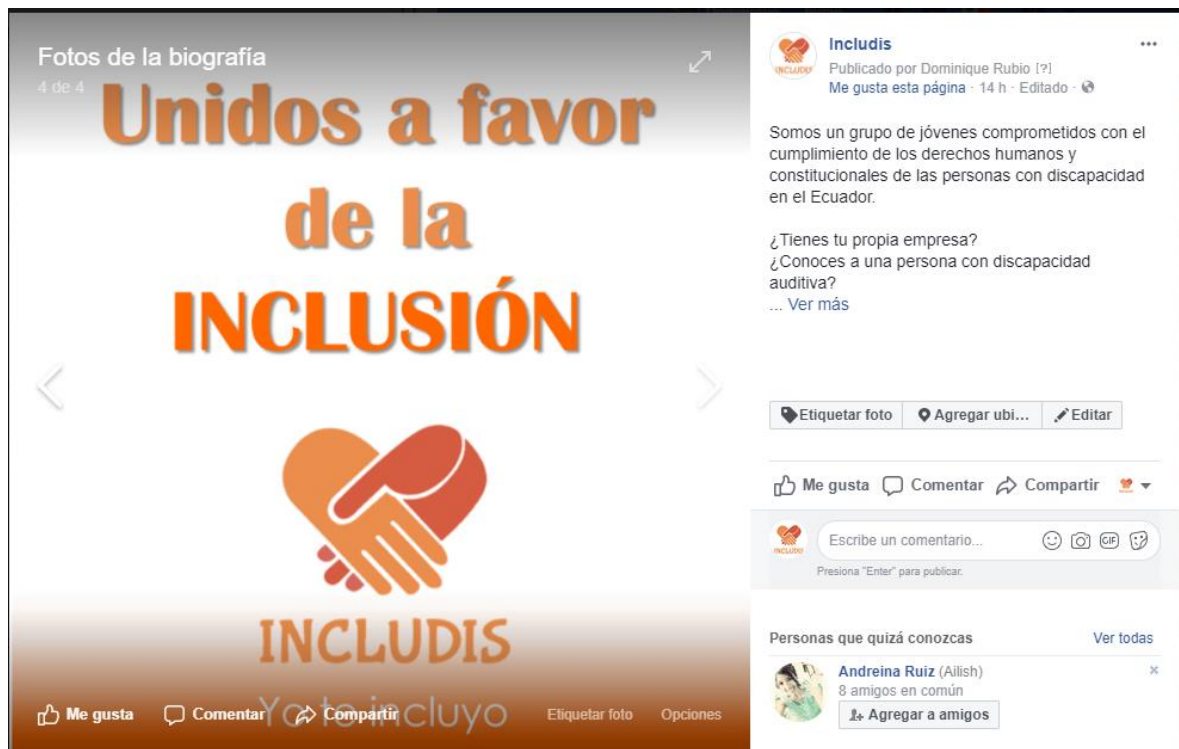 Fotos de la biografía
4 de 4
Unidos a favor
de la
INCLUSIÓN
INCLUDIS
Yo te incluyo
Me gusta Comentar Compartir Etiquetar foto Opciones
INCLUDIS
Includis
Publicado por Dominique Rubio [?]
Me gusta esta página · 14 h · Editado ·
Somos un grupo de jóvenes comprometidos con el
cumplimiento de los derechos humanos y
constitucionales de las personas con discapacidad
en el Ecuador.
¿Tienes tu propia empresa?
¿Conoces a una persona con discapacidad
auditiva?
... Ver más
Etiquetar foto Agregar ubi... Editar
Me gusta Comentar Compartir
INCLUDIS
Escribe un comentario...
GIF
Presiona "Enter" para publicar.
Personas que quizá conozcas Ver todas
Andreina Ruiz (Ailish)
8 amigos en común
Agregar a amigos